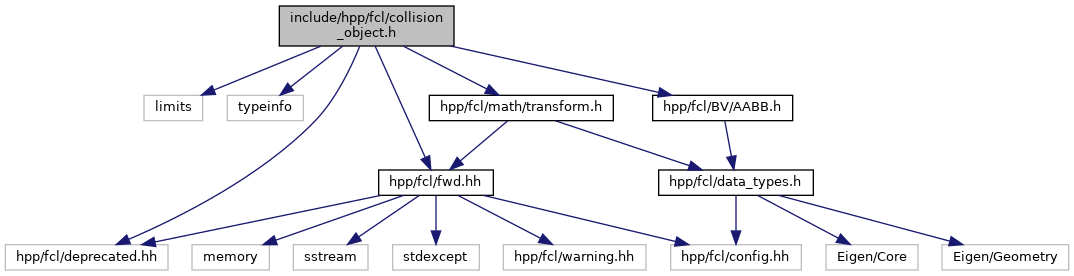 include/hpp/fcl/collision
_object.h
limits
typeinfo
hpp/fcl/math/transform.h
hpp/fcl/BV/AABB.h
hpp/fcl/fwd.hh
hpp/fcl/data_types.h
hpp/fcl/deprecated.hh
memory
sstream
stdexcept
hpp/fcl/warning.hh
hpp/fcl/config.hh
Eigen/Core
Eigen/Geometry